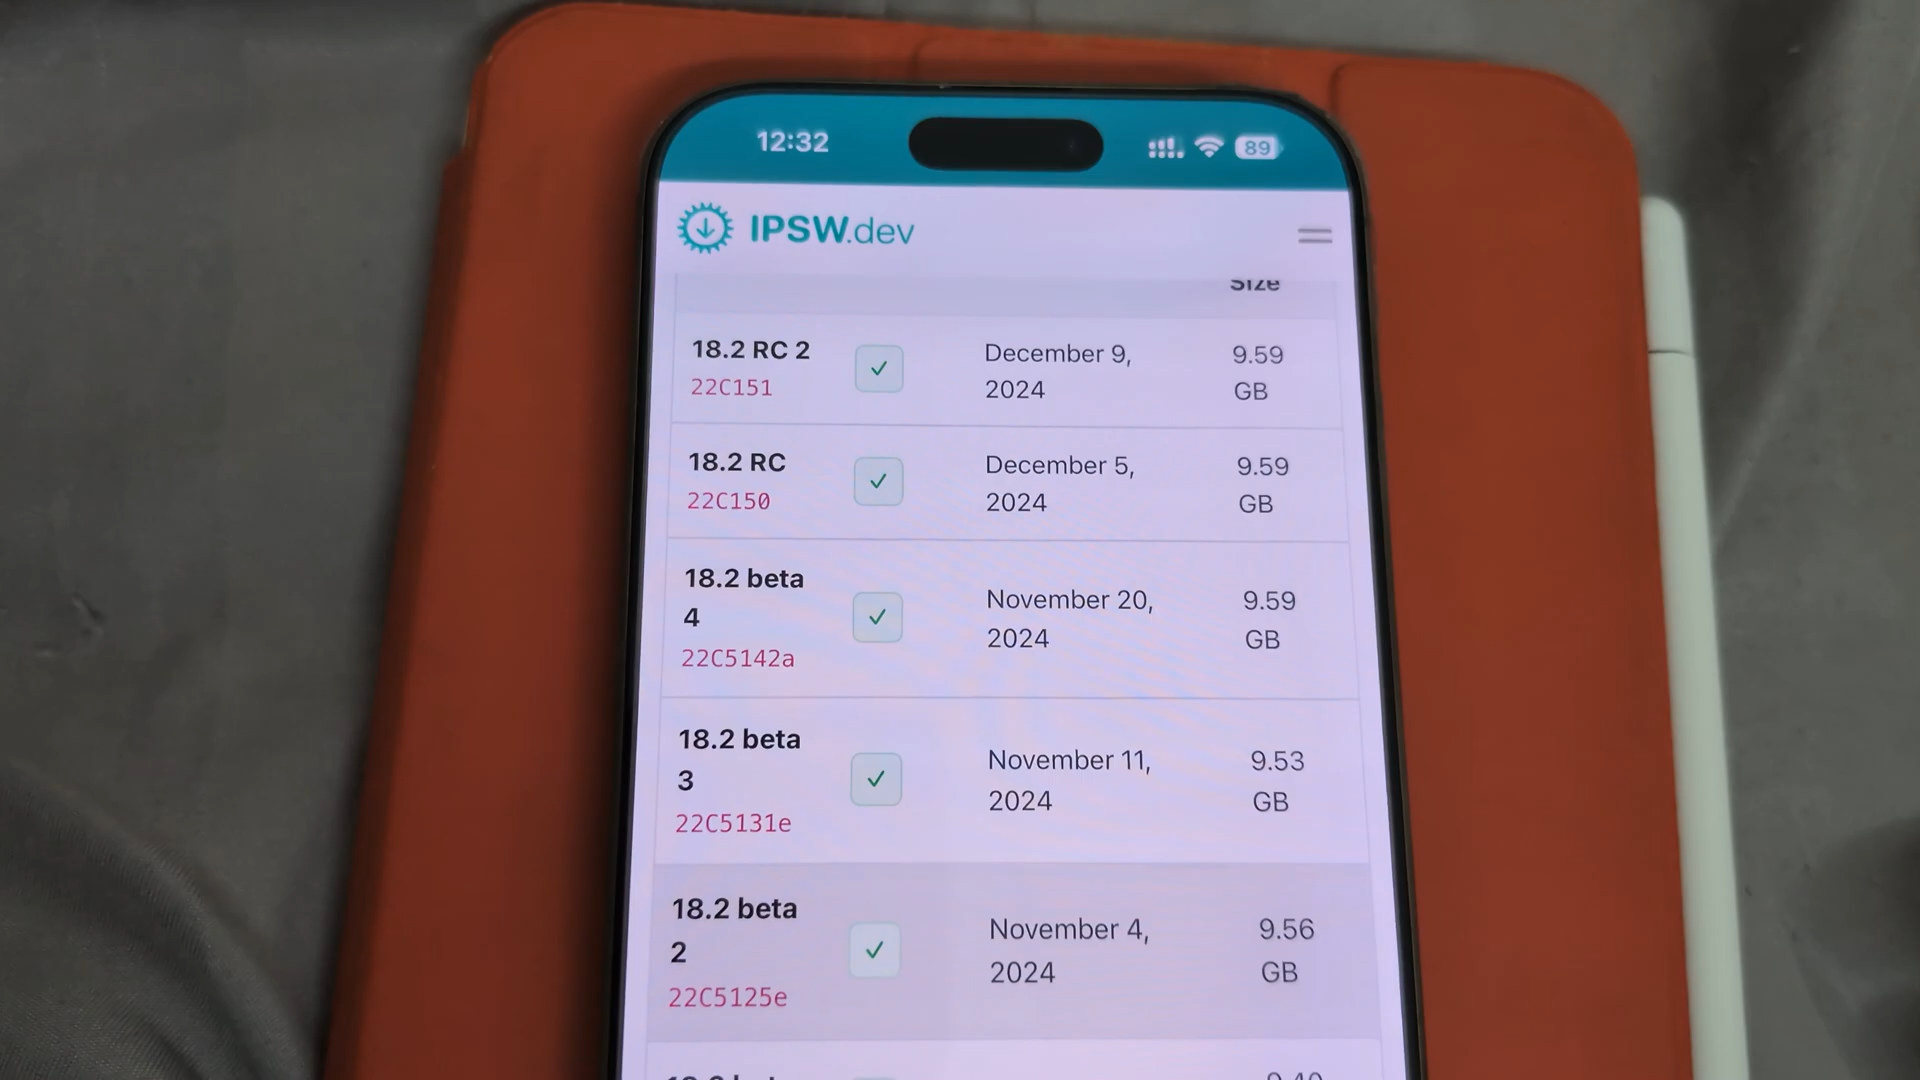 12:32
89
IPSW.dev
Size
18.2 RC 2
22C151
December 9,
2024
9.59
GB
18.2 RC
22C150
December 5,
2024
9.59
GB
18.2 beta
4
22C5142a
November 20,
2024
9.59
GB
18.2 beta
3
22C5131e
November 11,
2024
9.53
GB
18.2 beta
2
22C5125e
November 4,
2024
9.56
GB